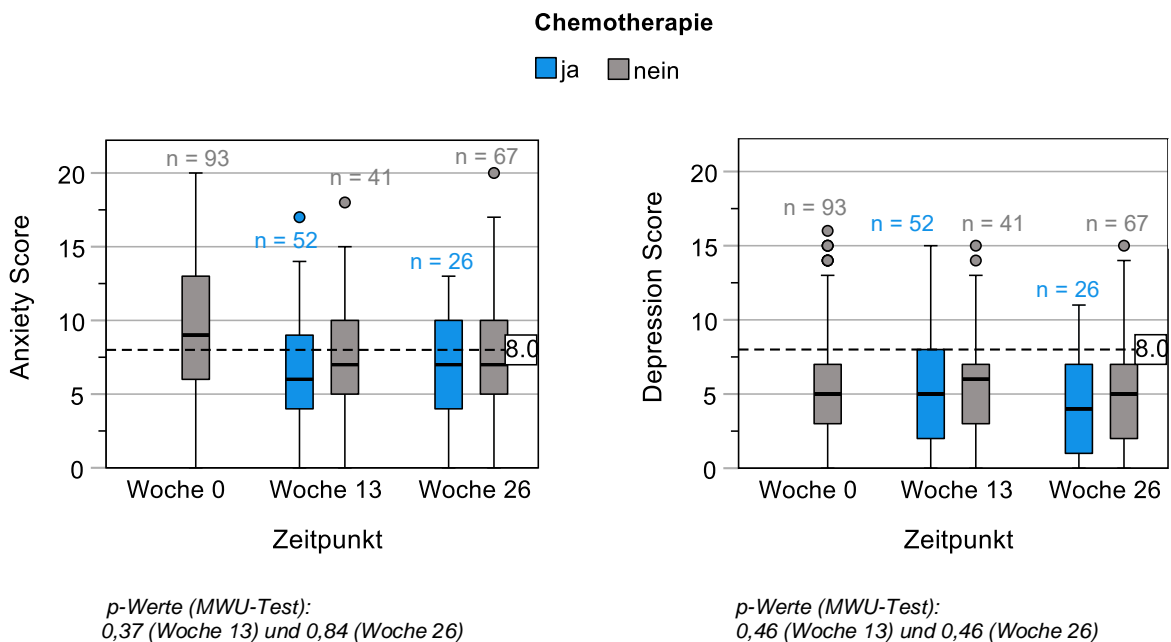 Chemotherapie
ja nein
Anxiety Score
20
15
10
5
0
n = 93
n = 52
n = 41
n = 26
n = 67
8.0
Woche 0 Woche 13 Woche 26
Zeitpunkt
p-Werte (MWU-Test):
0,37 (Woche 13) und 0,84 (Woche 26)
Depression Score
20
15
10
5
0
n = 93
n = 52
n = 41
n = 26
n = 67
8.0
Woche 0 Woche 13 Woche 26
Zeitpunkt
p-Werte (MWU-Test):
0,46 (Woche 13) und 0,46 (Woche 26)